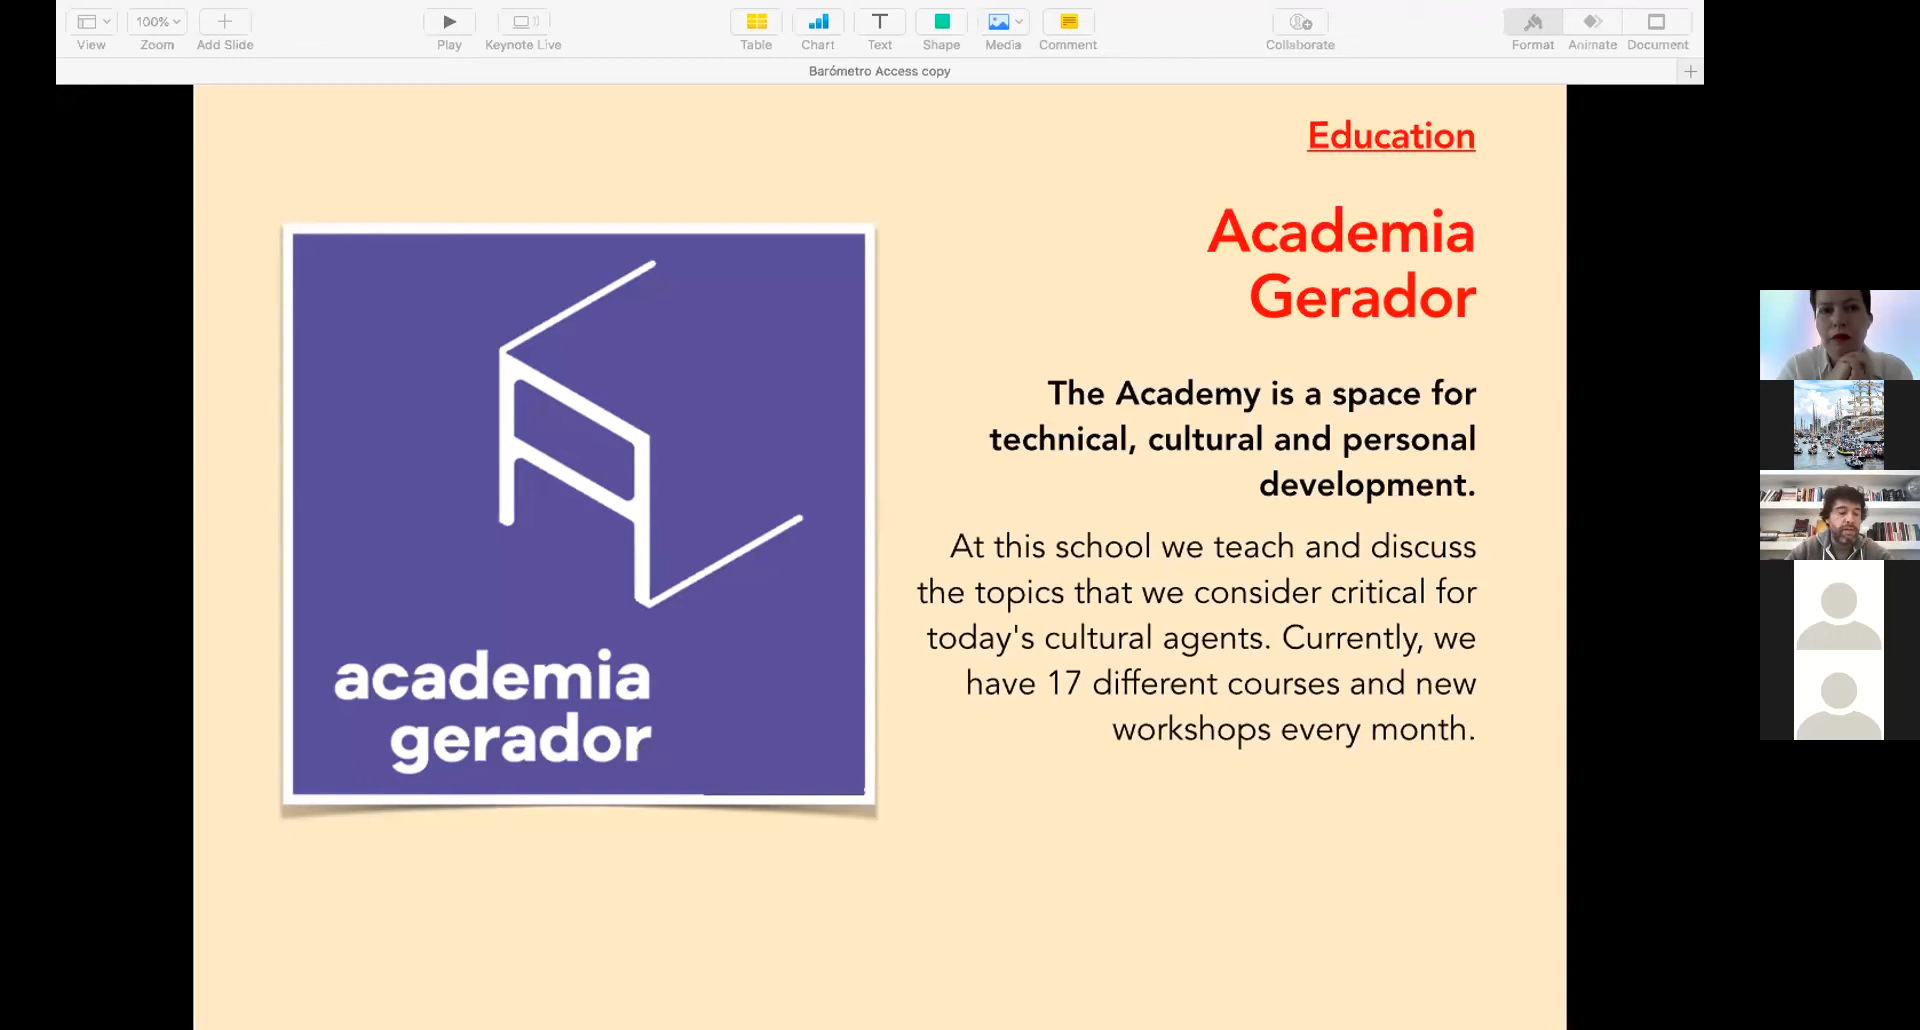 View
100%
Zoom
Add Slide
Play
Keynote Live
Table
Chart
T
Text
Shape
Media
Comment
Collaborate
Format
Animate
Document
Barómetro Access copy
Education
Academia
Gerador
The Academy is a space for
technical, cultural and personal
development.
At this school we teach and discuss
the topics that we consider critical for
today's cultural agents. Currently, we
have 17 different courses and new
workshops every month.
academia
gerador